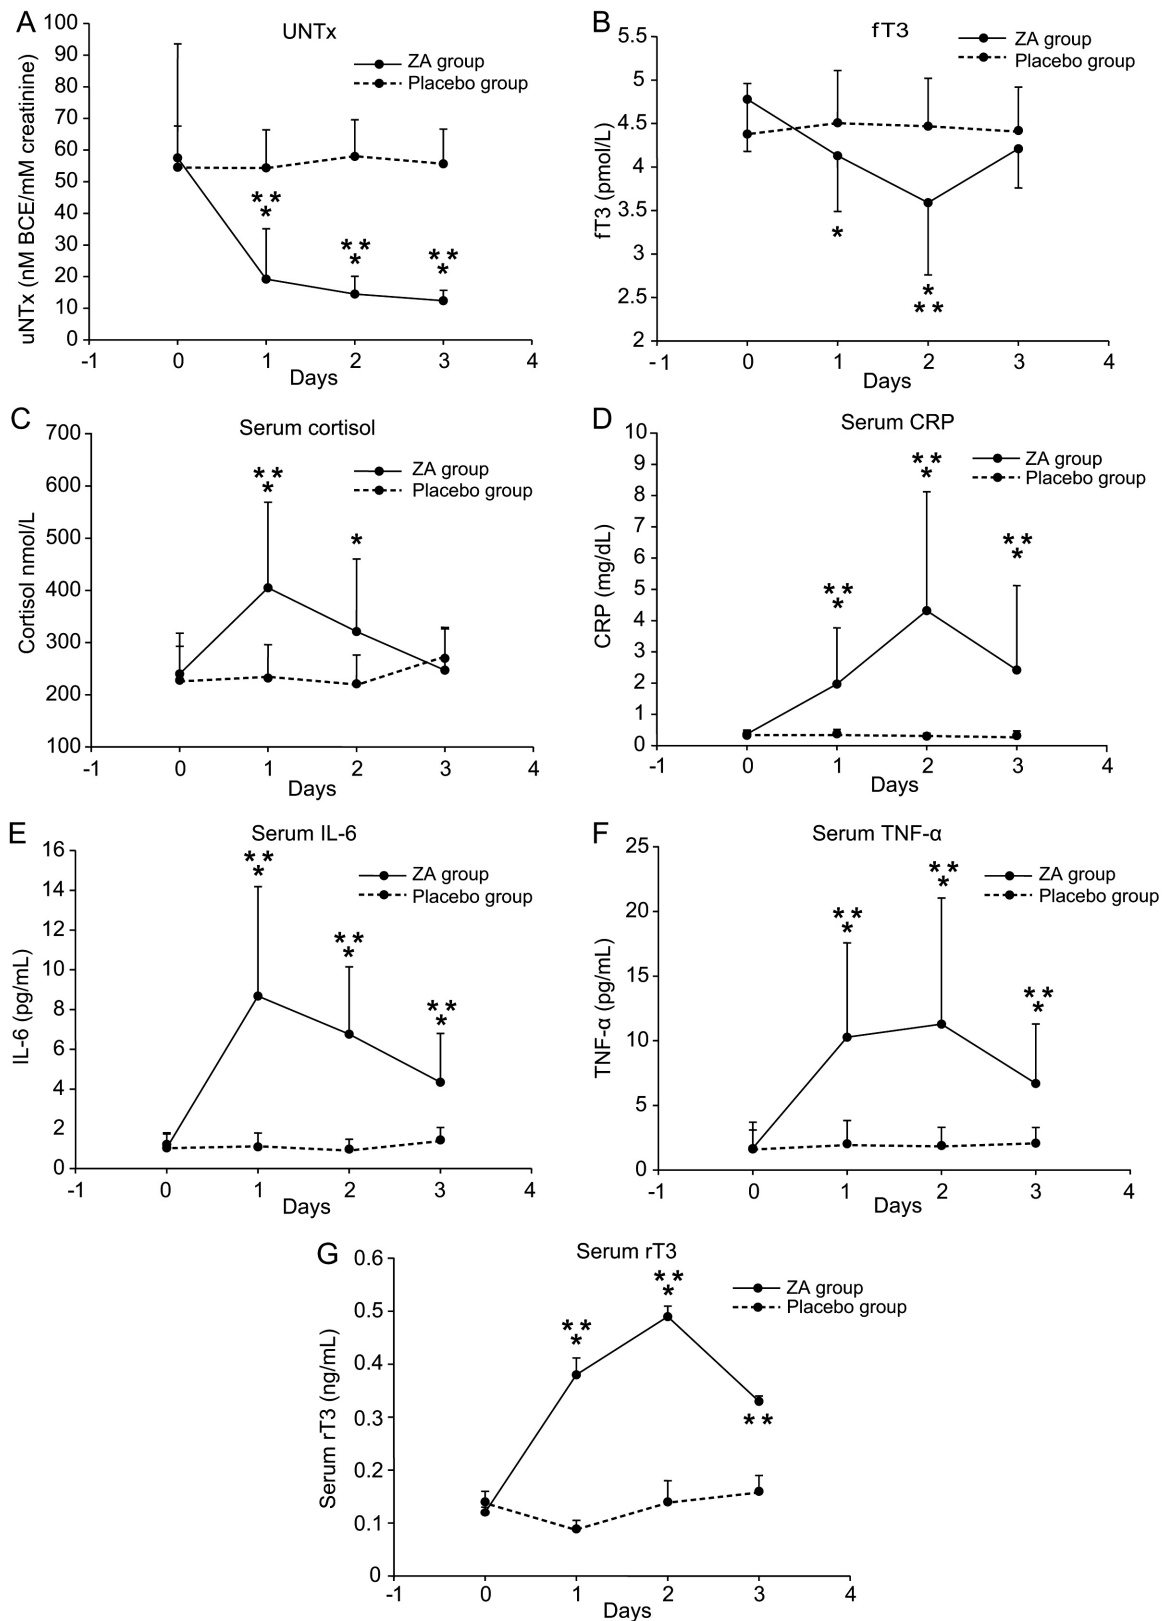 A
UNTx
uNTx (nM BCE/mM creatinine)
100
90
80
70
60
50
40
30
20
10
0
ZA group
Placebo group
**
*
**
*
**
*
-1 0 1 2 3 4
Days
B
fT3
fT3 (pmol/L)
5.5
5
4.5
4
3.5
3
2.5
2
ZA group
Placebo group
*
*
**
-1 0 1 2 3 4
Days
C
Serum cortisol
Cortisol nmol/L
700
600
500
400
300
200
100
ZA group
Placebo group
**
*
*
-1 0 1 2 3 4
Days
D
Serum CRP
CRP (mg/dL)
10
9
8
7
6
5
4
3
2
1
0
ZA group
Placebo group
**
*
**
*
**
*
-1 0 1 2 3 4
Days
E
Serum IL-6
IL-6 (pg/mL)
16
14
12
10
8
6
4
2
0
ZA group
Placebo group
**
*
**
*
**
*
-1 0 1 2 3 4
Days
F
Serum TNF-α
TNF-α (pg/mL)
25
20
15
10
5
0
ZA group
Placebo group
**
*
**
*
**
*
-1 0 1 2 3 4
Days
G
Serum rT3
Serum rT3 (ng/mL)
0.6
0.5
0.4
0.3
0.2
0.1
0
ZA group
Placebo group
**
*
**
*
**
-1 0 1 2 3 4
Days